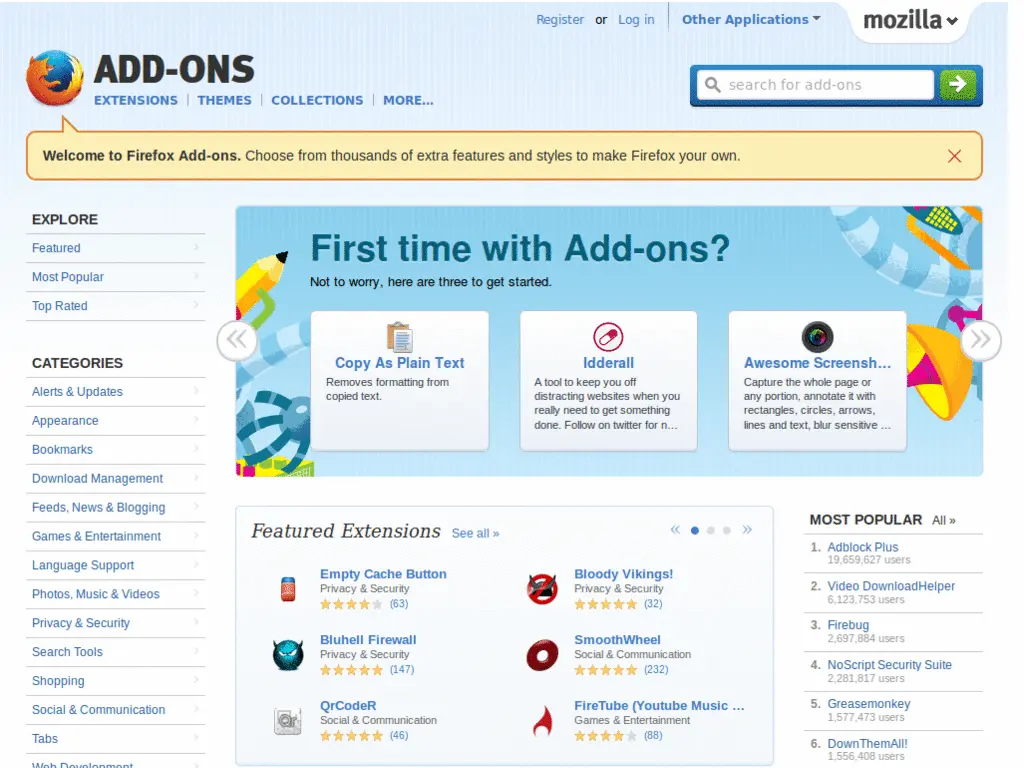 Register or Log in
Other Applications
mozilla
ADD-ONS
EXTENSIONS | THEMES | COLLECTIONS | MORE...
search for add-ons
Welcome to Firefox Add-ons. Choose from thousands of extra features and styles to make Firefox your own.
EXPLORE
Featured
Most Popular
Top Rated
CATEGORIES
Alerts & Updates
Appearance
Bookmarks
Download Management
Feeds, News & Blogging
Games & Entertainment
Language Support
Photos, Music & Videos
Privacy & Security
Search Tools
Shopping
Social & Communication
Tabs
Web Development
First time with Add-ons?
Not to worry, here are three to get started.
Copy As Plain Text
Removes formatting from
copied text.
Idderall
A tool to keep you off
distracting websites when you
really need to get something
done. Follow on twitter for n...
Awesome Screensh...
Capture the whole page or
any portion, annotate it with
rectangles, circles, arrows,
lines and text, blur sensitive ...
Featured Extensions See all »
Empty Cache Button
Privacy & Security
(63)
Bloody Vikings!
Privacy & Security
(32)
Bluhell Firewall
Privacy & Security
(147)
SmoothWheel
Social & Communication
(232)
QrCodeR
Social & Communication
(46)
FireTube (Youtube Music ...
Games & Entertainment
(88)
MOST POPULAR All »
1. Adblock Plus
19,659,627 users
2. Video DownloadHelper
6,123,753 users
3. Firebug
2,697,884 users
4. NoScript Security Suite
2,281,817 users
5. Greasemonkey
1,577,473 users
6. DownThemAll!
1,556,408 users